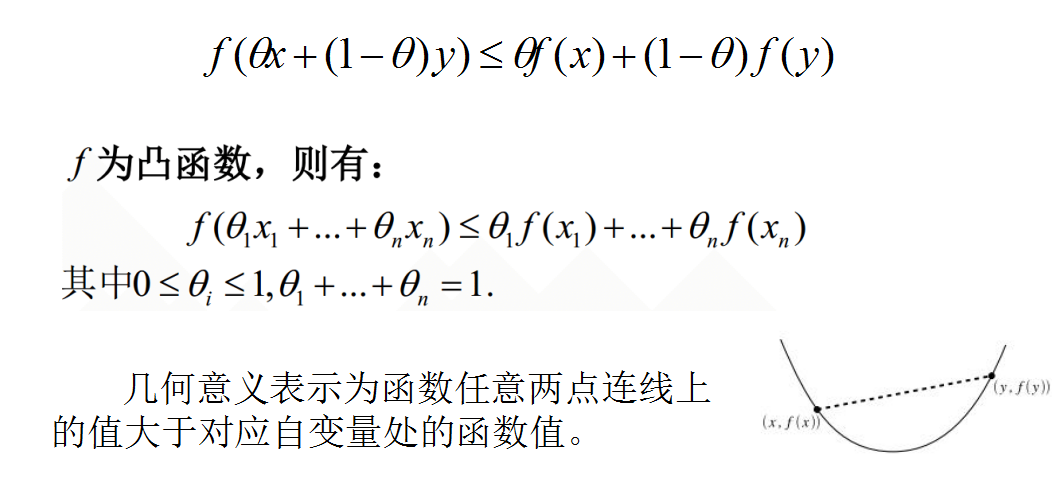 f(θx+(1−θ)y)≤θf(x)+(1−θ)f(y)
f 为凸函数，则有：
f(θ₁x₁+...+θₙxₙ)≤θ₁f(x₁)+...+θₙf(xₙ)
其中0≤θᵢ≤1,θ₁+...+θₙ=1.
几何意义表示为函数任意两点连线上
的值大于对应自变量处的函数值。
(y, f(y))
(x, f(x))